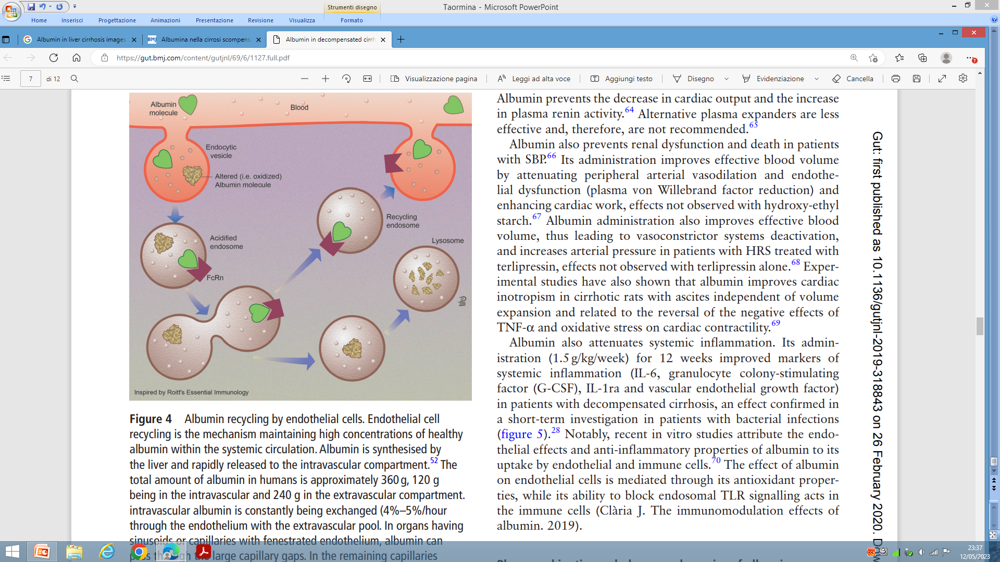 Strumenti disegno
Taormina - Microsoft PowerPoint
Home
Inserisci
Progettazione
Animazioni
Presentazione
Revisione
Visualizza
Formato
Albumin in liver cirrhosis images
BMJ
Albumina nella cirrosi scompens
Albumin in decompensated cirrh
https://gut.bmj.com/content/gutjnl/69/6/1127.full.pdf
7
di 12
Visualizzazione pagina
Leggi ad alta voce
Aggiungi testo
Disegno
Evidenziazione
Cancella
Albumin
molecule
Blood
Endocytic
vesicle
Altered (i.e. oxidized)
Albumin molecule
Acidified
endosome
FcRn
Recycling
endosome
Lysosome
Inspired by Roitt's Essential Immunology
Figure 4 Albumin recycling by endothelial cells. Endothelial cell
recycling is the mechanism maintaining high concentrations of healthy
albumin within the systemic circulation. Albumin is synthesised by
the liver and rapidly released to the intravascular compartment.52 The
total amount of albumin in humans is approximately 360 g, 120 g
being in the intravascular and 240 g in the extravascular compartment.
intravascular albumin is constantly being exchanged (4%–5%/hour
through the endothelium with the extravascular pool. In organs having
sinusoids or capillaries with fenestrated endothelium, albumin can
pass through the large capillary gaps. In the remaining capillaries
Albumin prevents the decrease in cardiac output and the increase
in plasma renin activity.64 Alternative plasma expanders are less
effective and, therefore, are not recommended.65
Albumin also prevents renal dysfunction and death in patients
with SBP.66 Its administration improves effective blood volume
by attenuating peripheral arterial vasodilation and endothe-
lial dysfunction (plasma von Willebrand factor reduction) and
enhancing cardiac work, effects not observed with hydroxy-ethyl
starch.67 Albumin administration also improves effective blood
volume, thus leading to vasoconstrictor systems deactivation,
and increases arterial pressure in patients with HRS treated with
terlipressin, effects not observed with terlipressin alone.68 Exper-
imental studies have also shown that albumin improves cardiac
inotropism in cirrhotic rats with ascites independent of volume
expansion and related to the reversal of the negative effects of
TNF-α and oxidative stress on cardiac contractility.69
Albumin also attenuates systemic inflammation. Its admin-
istration (1.5 g/kg/week) for 12 weeks improved markers of
systemic inflammation (IL-6, granulocyte colony-stimulating
factor (G-CSF), IL-1ra and vascular endothelial growth factor)
in patients with decompensated cirrhosis, an effect confirmed in
a short-term investigation in patients with bacterial infections
(figure 5).28 Notably, recent in vitro studies attribute the endo-
thelial effects and anti-inflammatory properties of albumin to its
uptake by endothelial and immune cells.70 The effect of albumin
on endothelial cells is mediated through its antioxidant proper-
ties, while its ability to block endosomal TLR signalling acts in
the immune cells (Clària J. The immunomodulation effects of
albumin. 2019).
Gut: first published as 10.1136/gutjnl-2019-318843 on 26 February 2020. Dow
23:37
12/05/2023